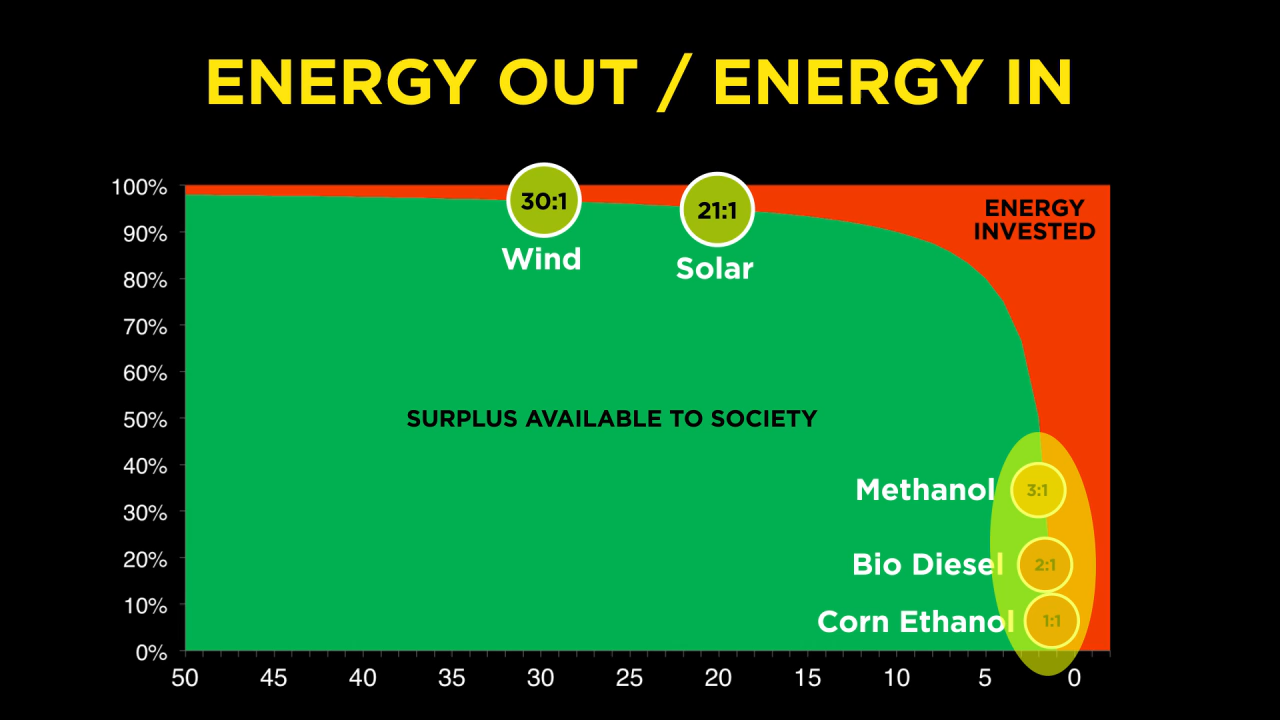 ENERGY OUT / ENERGY IN
100%
90%
80%
70%
60%
50%
40%
30%
20%
10%
0%
30:1
Wind
21:1
Solar
ENERGY
INVESTED
SURPLUS AVAILABLE TO SOCIETY
Methanol 3:1
Bio Diesel 2:1
Corn Ethanol 1:1
50 45 40 35 30 25 20 15 10 5 0